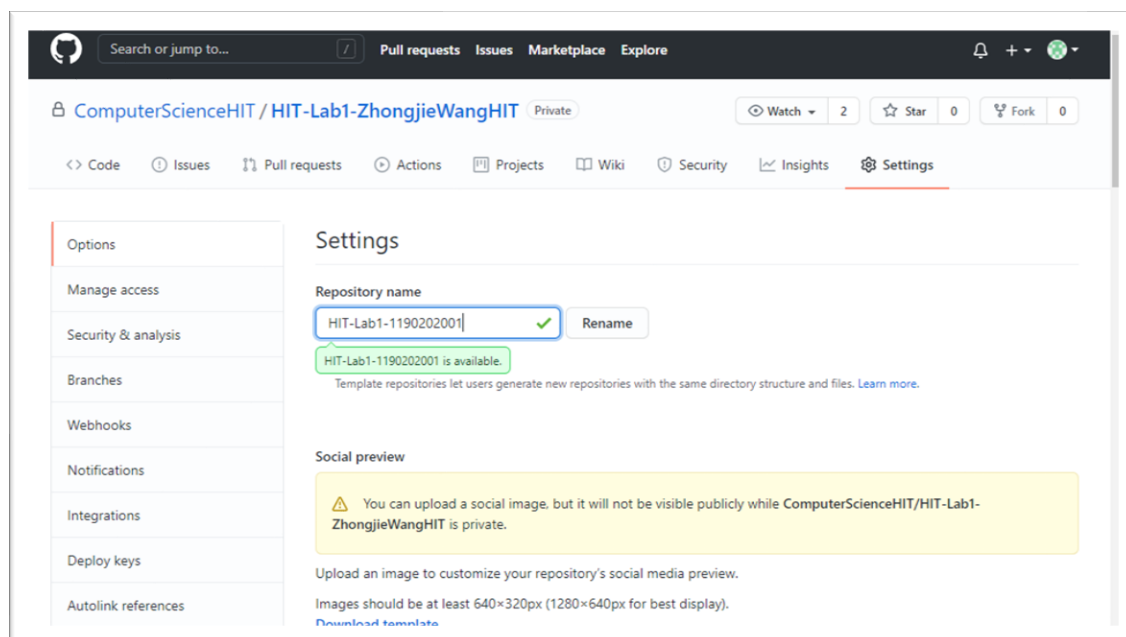 Search or jump to... / Pull requests Issues Marketplace Explore
ComputerScienceHIT / HIT-Lab1-ZhongjieWangHIT Private Watch 2 Star 0 Fork 0
<> Code Issues Pull requests Actions Projects Wiki Security Insights Settings
Options
Manage access
Security & analysis
Branches
Webhooks
Notifications
Integrations
Deploy keys
Autolink references
Settings
Repository name
HIT-Lab1-1190202001 Rename
HIT-Lab1-1190202001 is available.
Template repositories let users generate new repositories with the same directory structure and files. Learn more.
Social preview
You can upload a social image, but it will not be visible publicly while ComputerScienceHIT/HIT-Lab1-
ZhongjieWangHIT is private.
Upload an image to customize your repository's social media preview.
Images should be at least 640×320px (1280×640px for best display).
Download template